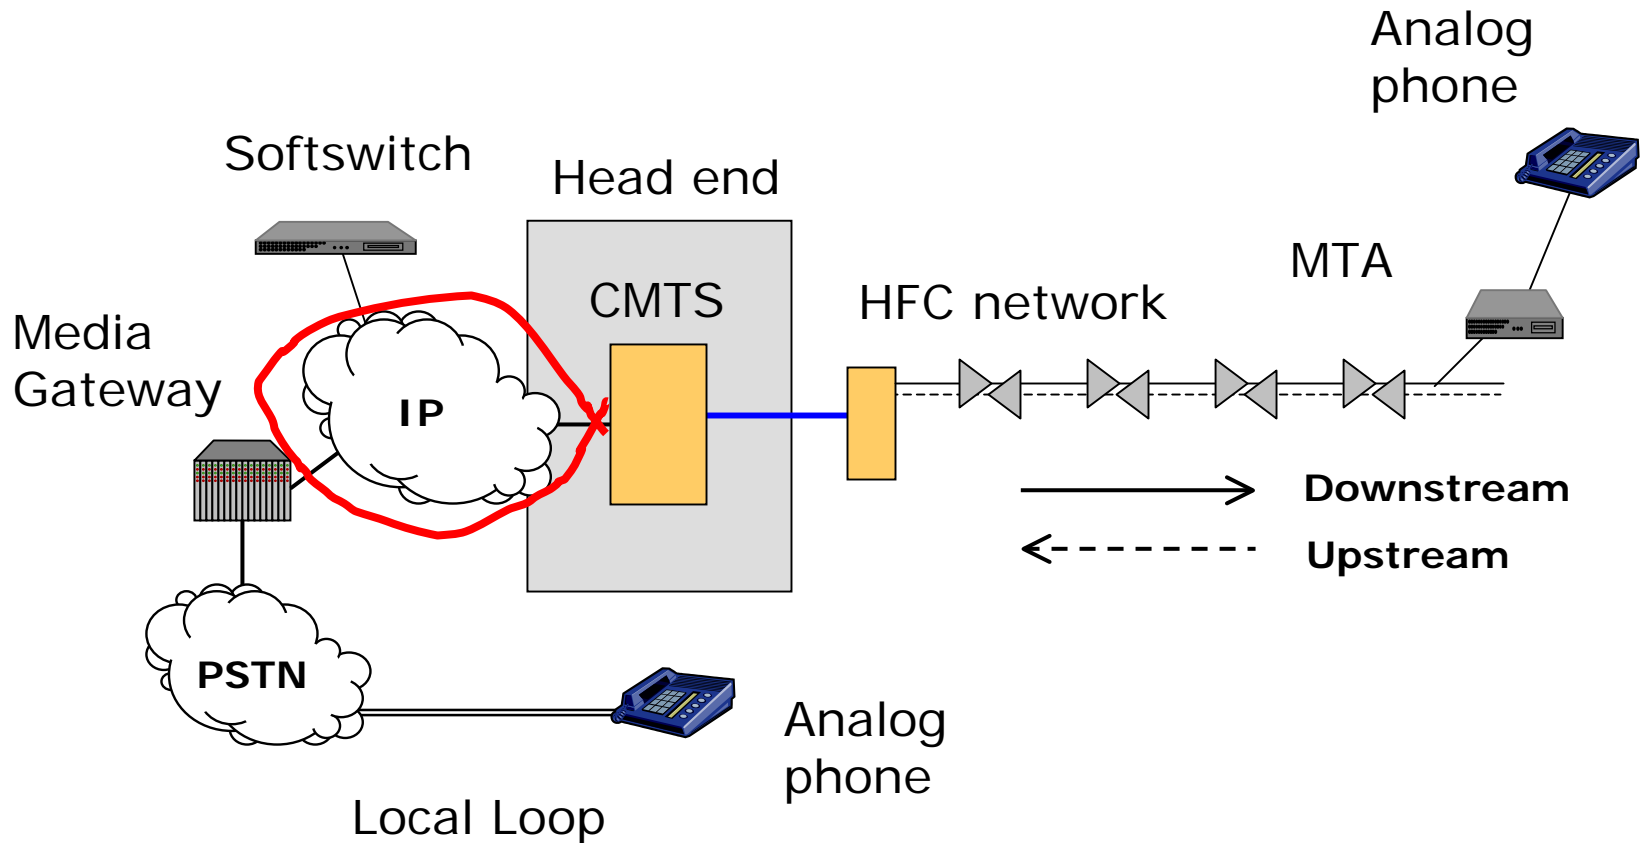 Analog
phone
Softswitch
Head end
MTA
CMTS
HFC network
Media
Gateway
IP
Downstream
Upstream
PSTN
Analog
phone
Local Loop